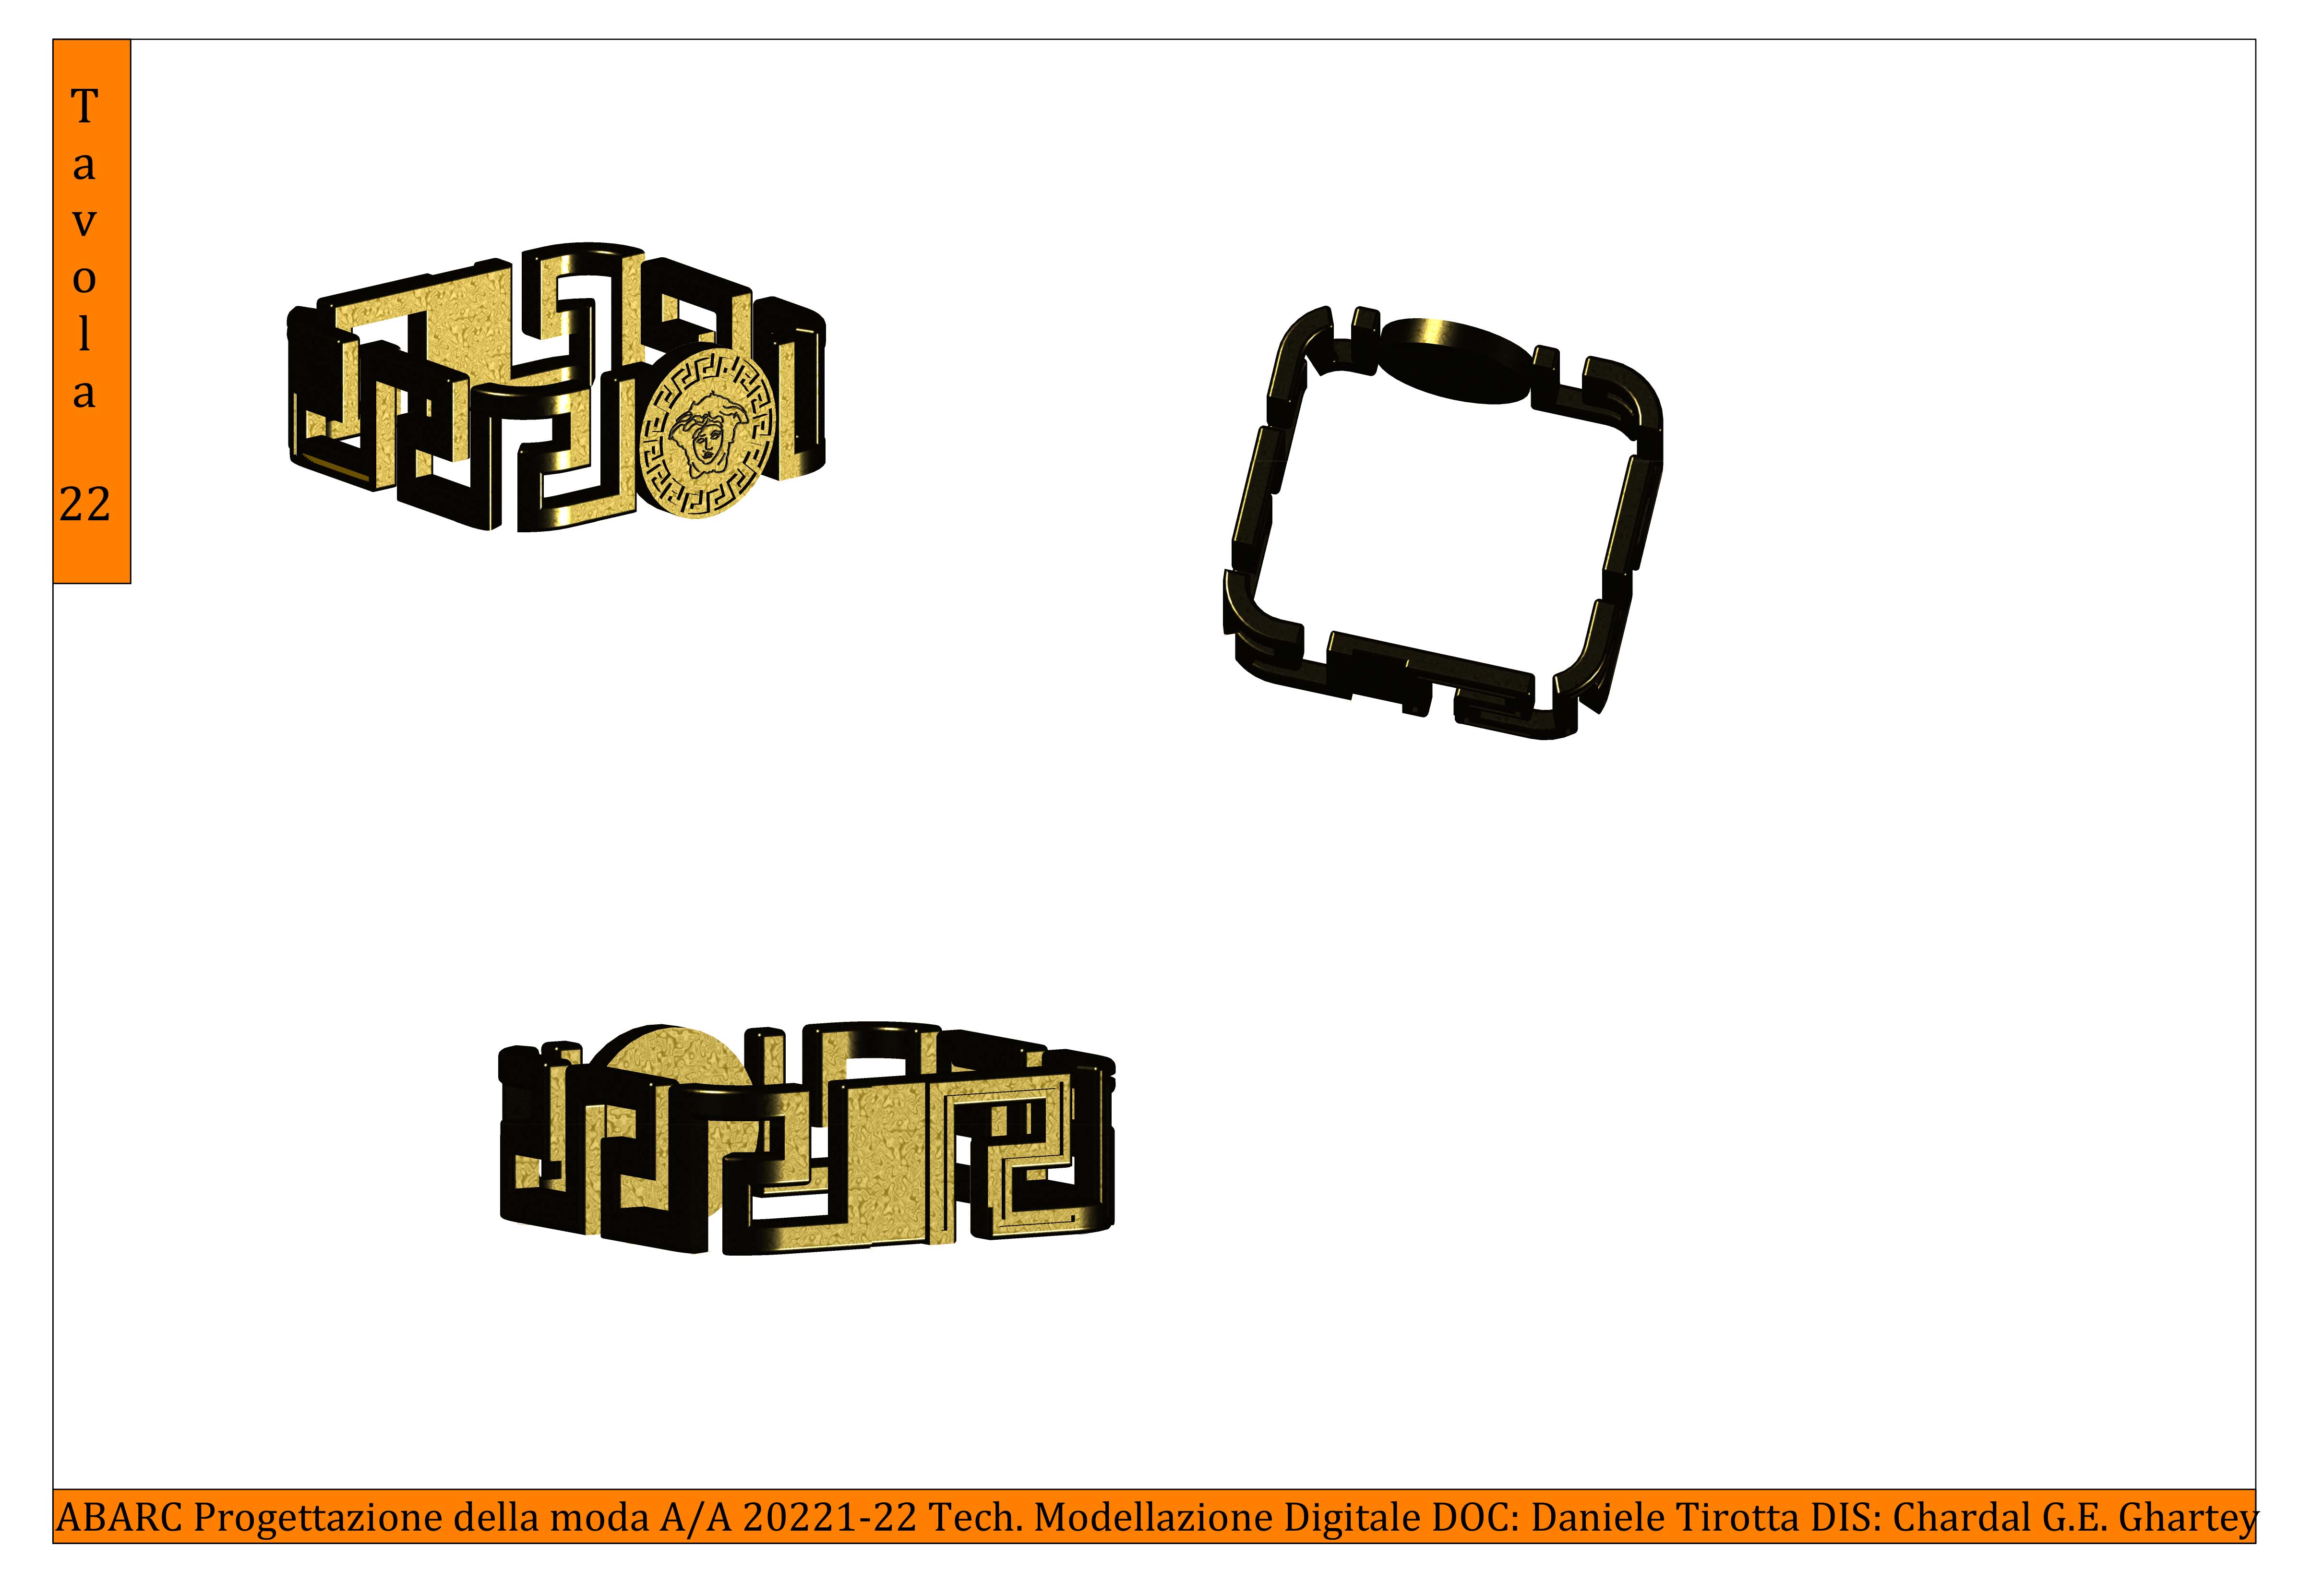 Tavola
22
ABARC Progettazione della moda A/A 20221-22 Tech. Modellazione Digitale DOC: Daniele Tirotta DIS: Chardal G.E. Ghartey